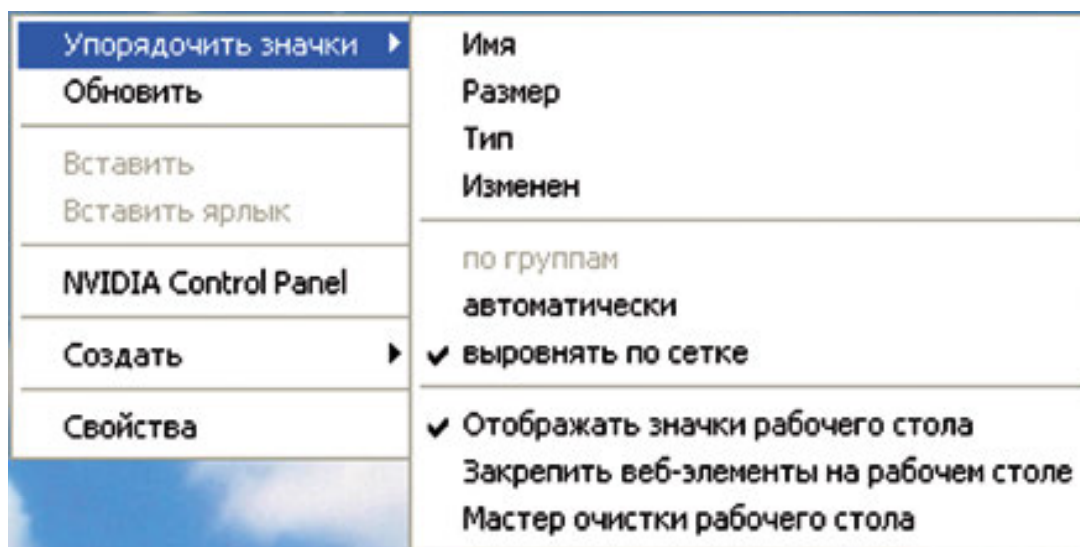 Упорядочить значки
Обновить
Вставить
Вставить ярлык
NVIDIA Control Panel
Создать
Свойства
Имя
Размер
Тип
Изменен
по группам
автоматически
выровнять по сетке
Отображать значки рабочего стола
Закрепить веб-элементы на рабочем столе
Мастер очистки рабочего стола